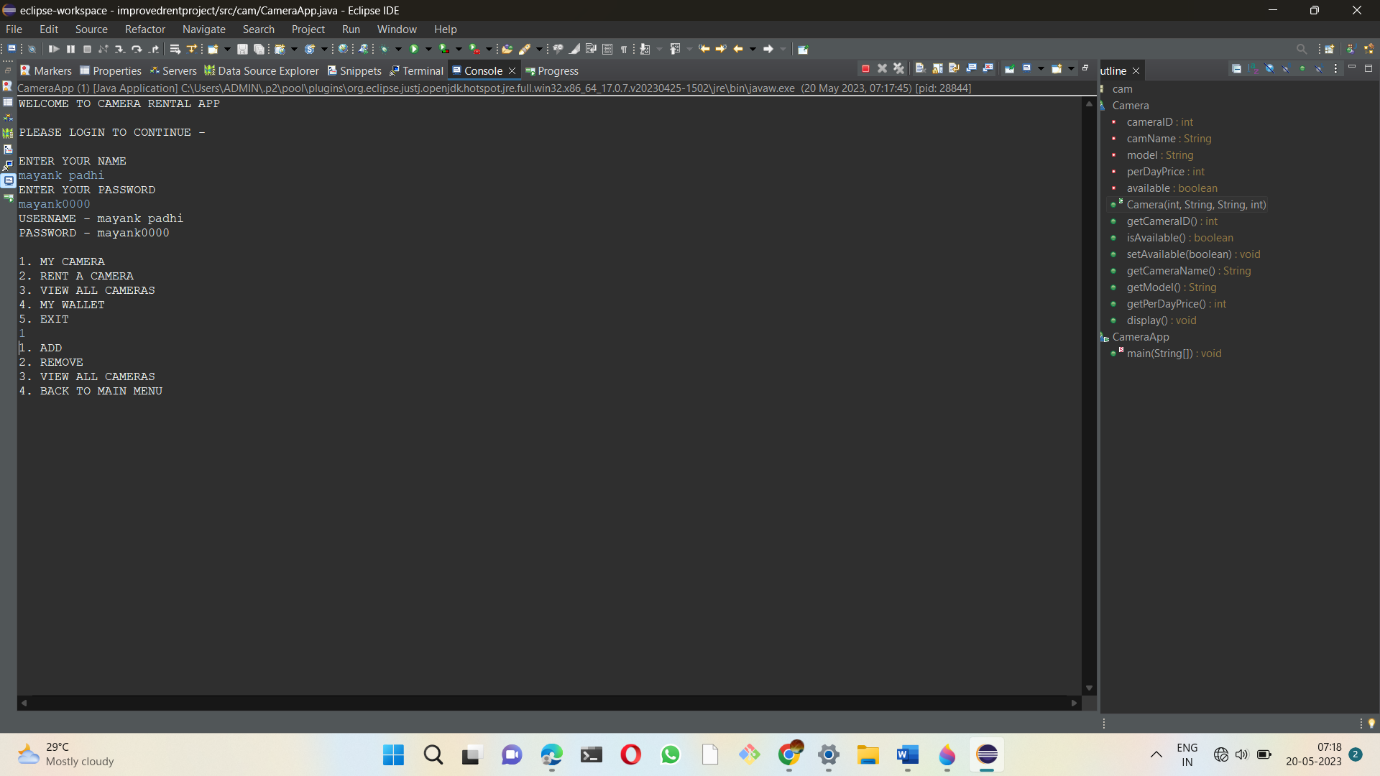 eclipse-workspace - improvedrentproject/src/cam/CameraApp.java - Eclipse IDE
File Edit Source Refactor Navigate Search Project Run Window Help
Markers Properties Servers Data Source Explorer Snippets Terminal Console Progress
CameraApp (1) [Java Application] C:\Users\ADMIN\.p2\pool\plugins\org.eclipse.justj.openjdk.hotspot.jre.full.win32.x86_64_17.0.7.v20230425-1502\jre\bin\javaw.exe (20 May 2023, 07:17:45) [pid: 28844]
WELCOME TO CAMERA RENTAL APP
PLEASE LOGIN TO CONTINUE -
ENTER YOUR NAME
mayank padhi
ENTER YOUR PASSWORD
mayank0000
USERNAME - mayank padhi
PASSWORD - mayank0000
1. MY CAMERA
2. RENT A CAMERA
3. VIEW ALL CAMERAS
4. MY WALLET
5. EXIT
1
1. ADD
2. REMOVE
3. VIEW ALL CAMERAS
4. BACK TO MAIN MENU
utline
cam
Camera
cameraID : int
camName : String
model : String
perDayPrice : int
available : boolean
Camera(int, String, String, int)
getCameraID() : int
isAvailable() : boolean
setAvailable(boolean) : void
getCameraName() : String
getModel() : String
getPerDayPrice() : int
display() : void
CameraApp
main(String[]) : void
29°C
Mostly cloudy
ENG
IN
07:18
20-05-2023
2